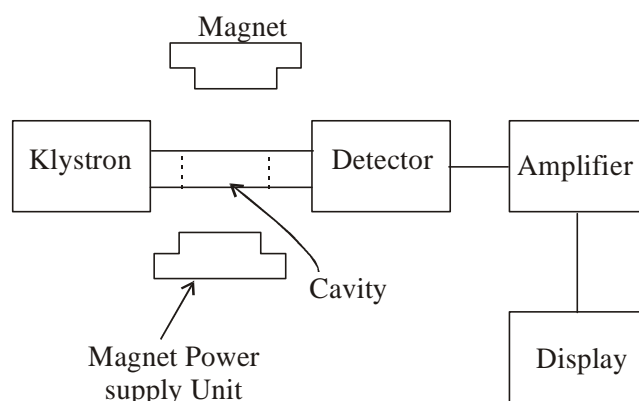 Magnet
Klystron
Detector
Amplifier
Cavity
Magnet Power
supply Unit
Display